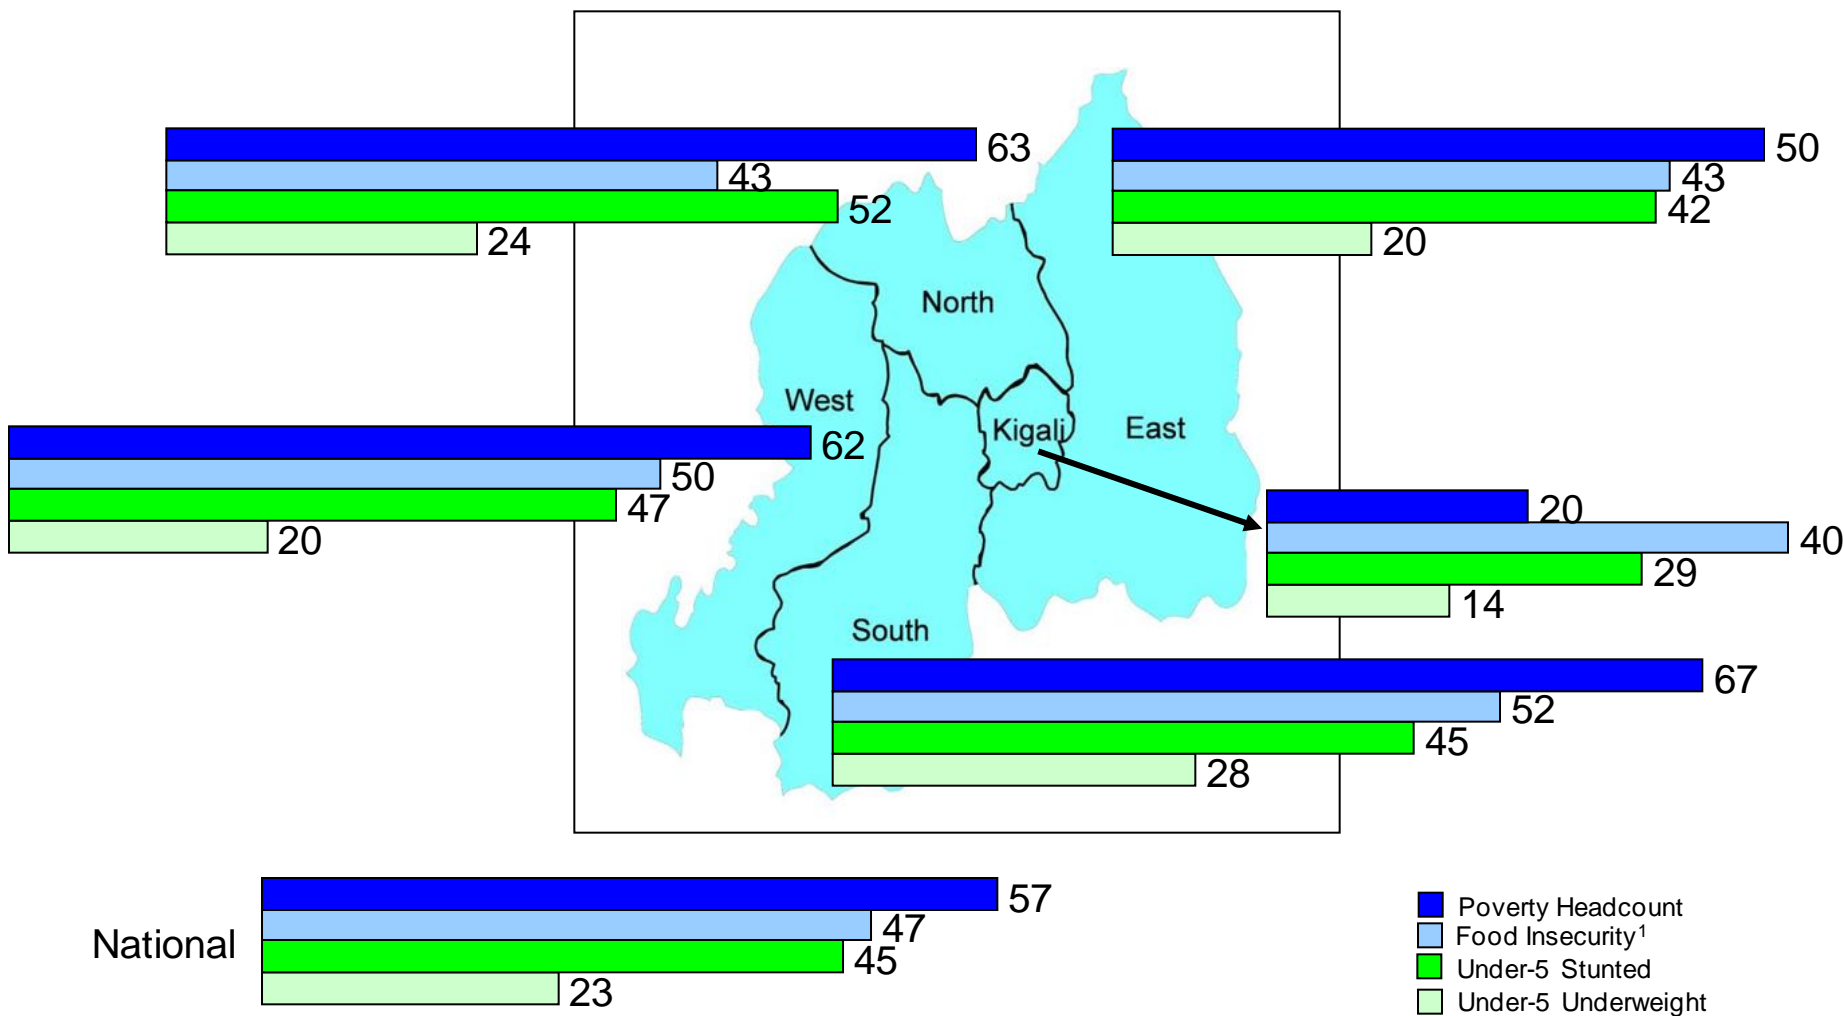 63
43
52
24
50
43
42
20
North
West
Kigali
East
62
50
47
20
20
40
29
14
South
67
52
45
28
National
57
47
45
23
Poverty Headcount
Food Insecurity¹
Under-5 Stunted
Under-5 Underweight